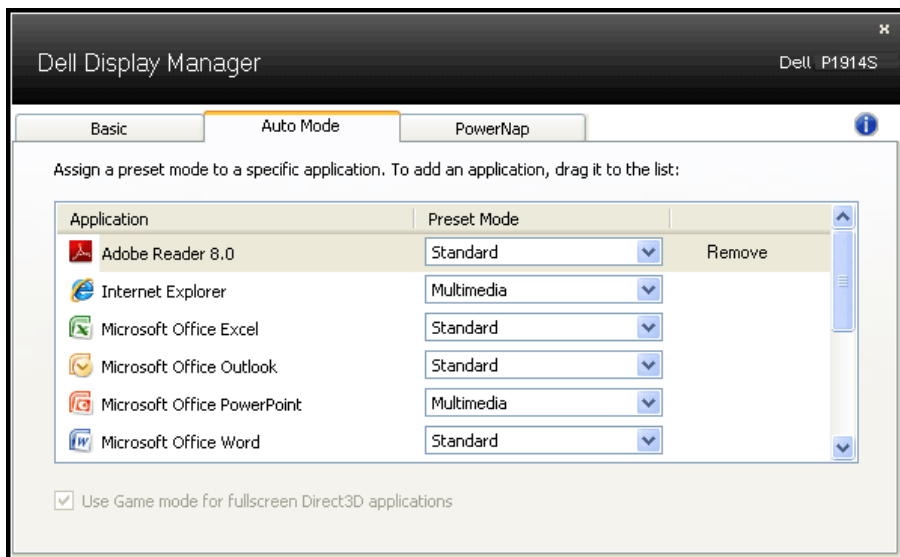 x
Dell Display Manager
Dell P1914S
Basic
Auto Mode
PowerNap
i
Assign a preset mode to a specific application. To add an application, drag it to the list:
Application Preset Mode
Adobe Reader 8.0 Standard Remove
Internet Explorer Multimedia
Microsoft Office Excel Standard
Microsoft Office Outlook Standard
Microsoft Office PowerPoint Multimedia
Microsoft Office Word Standard
Use Game mode for fullscreen Direct3D applications